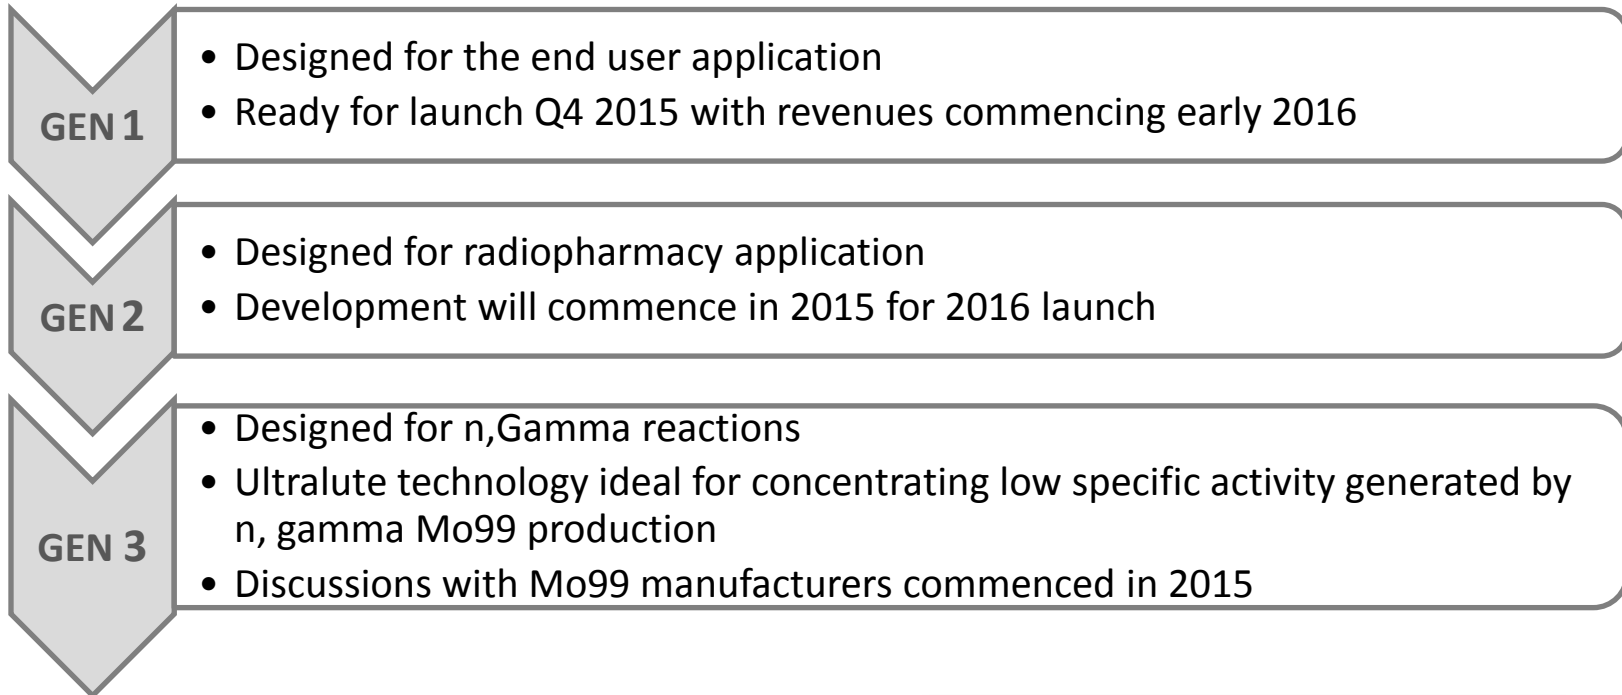 GEN 1
• Designed for the end user application
• Ready for launch Q4 2015 with revenues commencing early 2016
GEN 2
• Designed for radiopharmacy application
• Development will commence in 2015 for 2016 launch
GEN 3
• Designed for n,Gamma reactions
• Ultralute technology ideal for concentrating low specific activity generated by
n, gamma Mo99 production
• Discussions with Mo99 manufacturers commenced in 2015